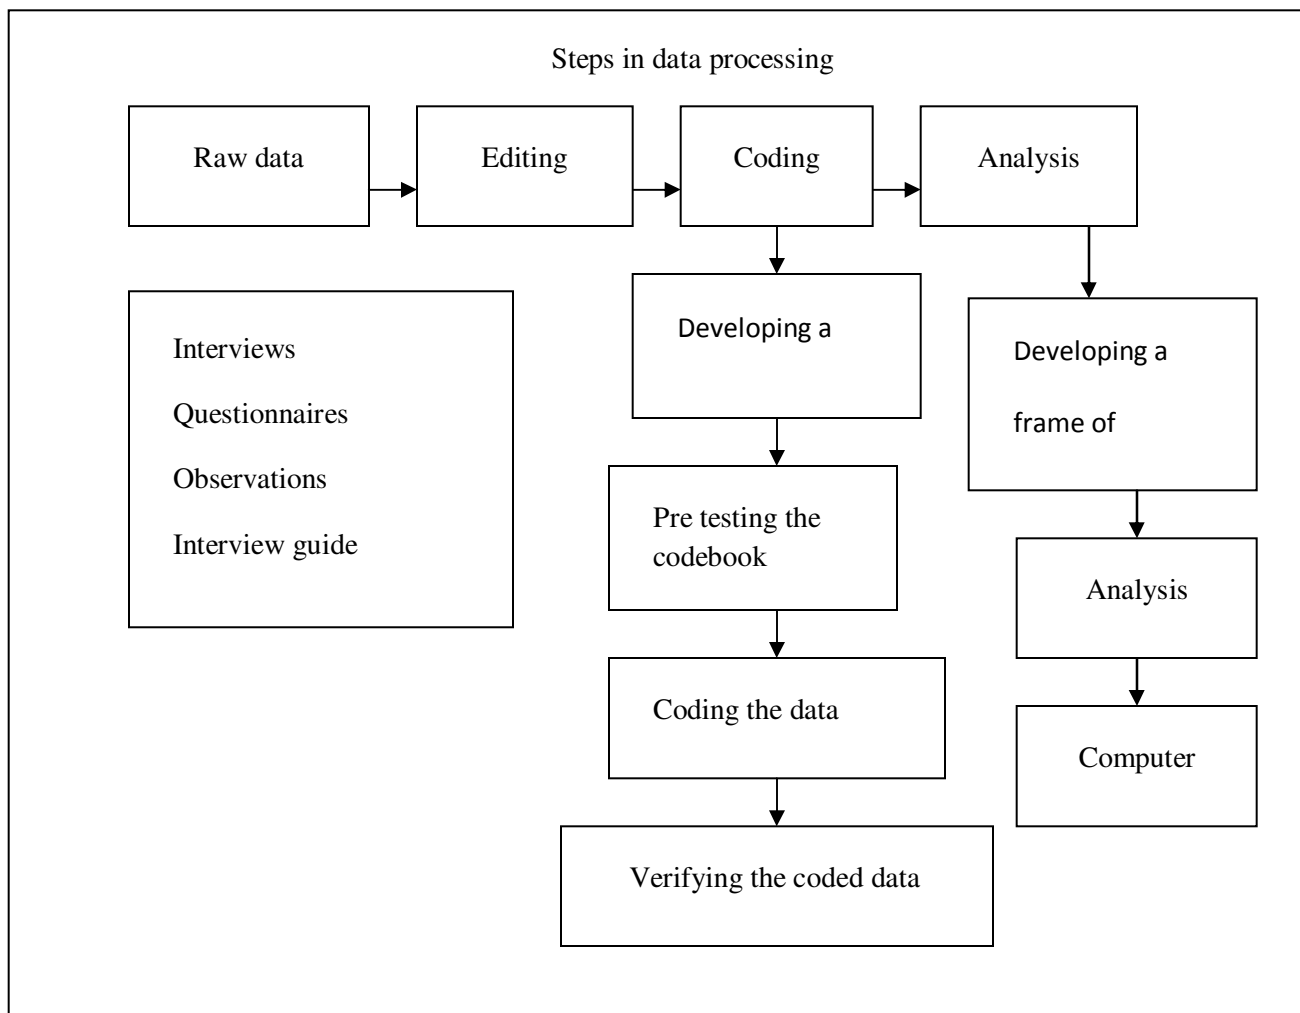 Steps in data processing
Raw data
Editing
Coding
Analysis
Interviews
Questionnaires
Observations
Interview guide
Developing a
Pre testing the
codebook
Coding the data
Verifying the coded data
Developing a
frame of
Analysis
Computer